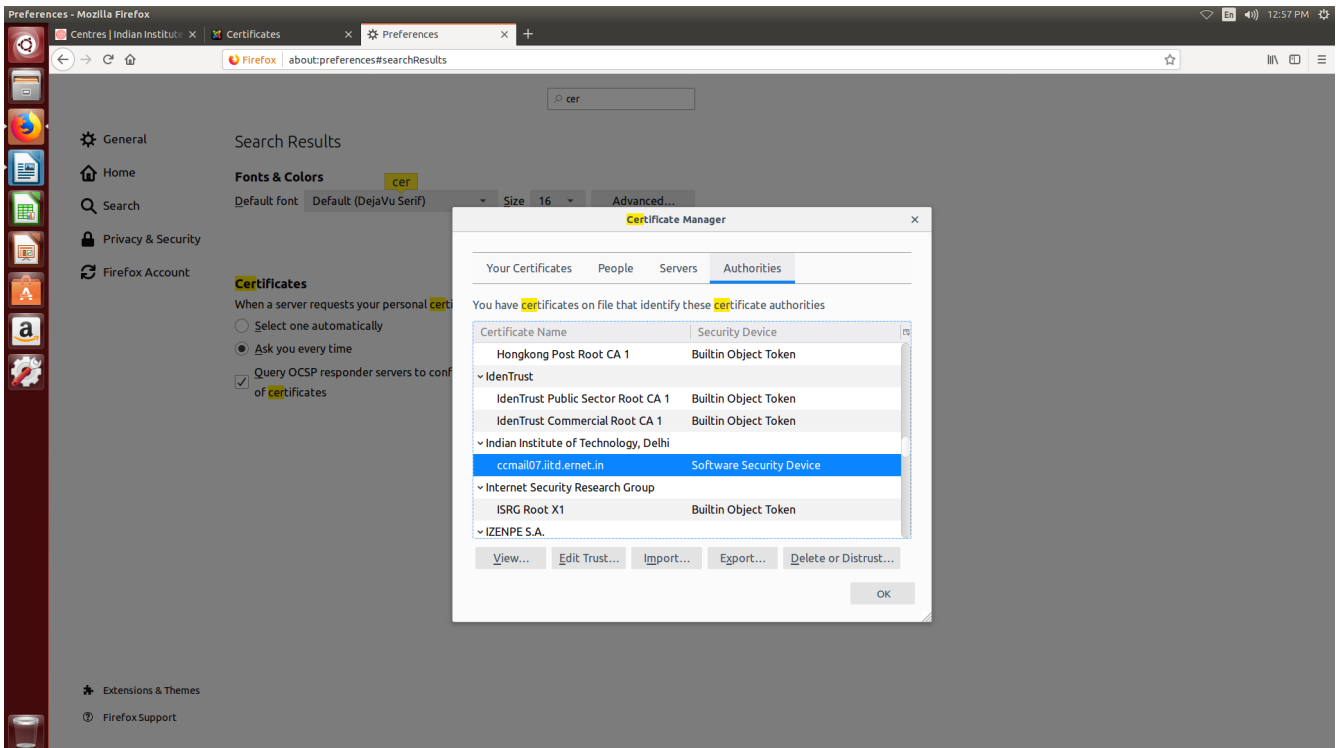 Preferences - Mozilla Firefox
En 12:57 PM
Centres | Indian Institute
Certificates
Preferences
Firefox about:preferences#searchResults
cer
General
Home
Search
Privacy & Security
Firefox Account
Extensions & Themes
Firefox Support
Search Results
Fonts & Colors
cer
Default font Default (DejaVu Serif) Size 16 Advanced...
Certificates
When a server requests your personal certi
Select one automatically
Ask you every time
Query OCSP responder servers to conf
of certificates
Certificate Manager
Your Certificates People Servers Authorities
You have certificates on file that identify these certificate authorities
Certificate Name Security Device
Hongkong Post Root CA 1 Builtin Object Token
IdenTrust
IdenTrust Public Sector Root CA 1 Builtin Object Token
IdenTrust Commercial Root CA 1 Builtin Object Token
Indian Institute of Technology, Delhi
ccmail07.iitd.ernet.in Software Security Device
Internet Security Research Group
ISRG Root X1 Builtin Object Token
IZENPE S.A.
View... Edit Trust... Import... Export... Delete or Distrust...
OK